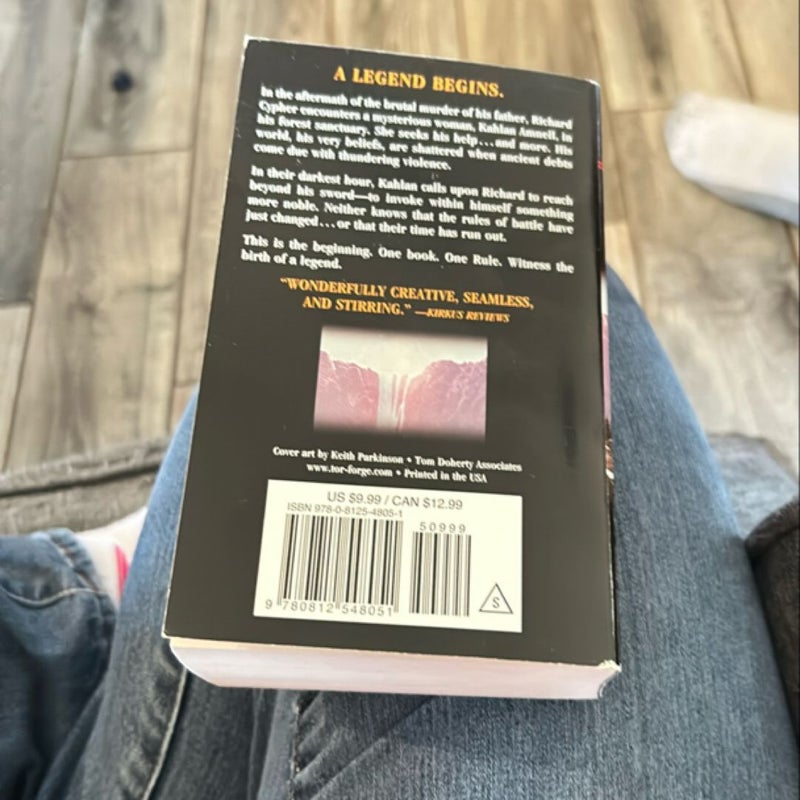 A LEGEND BEGINS.
In the aftermath of the brutal murder of his father, Richard
Cypher encounters a mysterious woman, Kahlan Amnell, in
his forest sanctuary. She seeks his help...and more. His
world, his very beliefs, are shattered when ancient debts
come due with thundering violence.
In their darkest hour, Kahlan calls upon Richard to reach
beyond his sword—to invoke within himself something
more noble. Neither knows that the rules of battle have
just changed...or that their time has run out.
This is the beginning. One book. One Rule. Witness the
birth of a legend.
"WONDERFULLY CREATIVE, SEAMLESS,
AND STIRRING." —KIRKUS REVIEWS
Cover art by Keith Parkinson • Tom Doherty Associates
www.tor-forge.com • Printed in the USA
US $9.99 / CAN $12.99
ISBN 978-0-8125-4805-1
50999
9 780812 548051
S